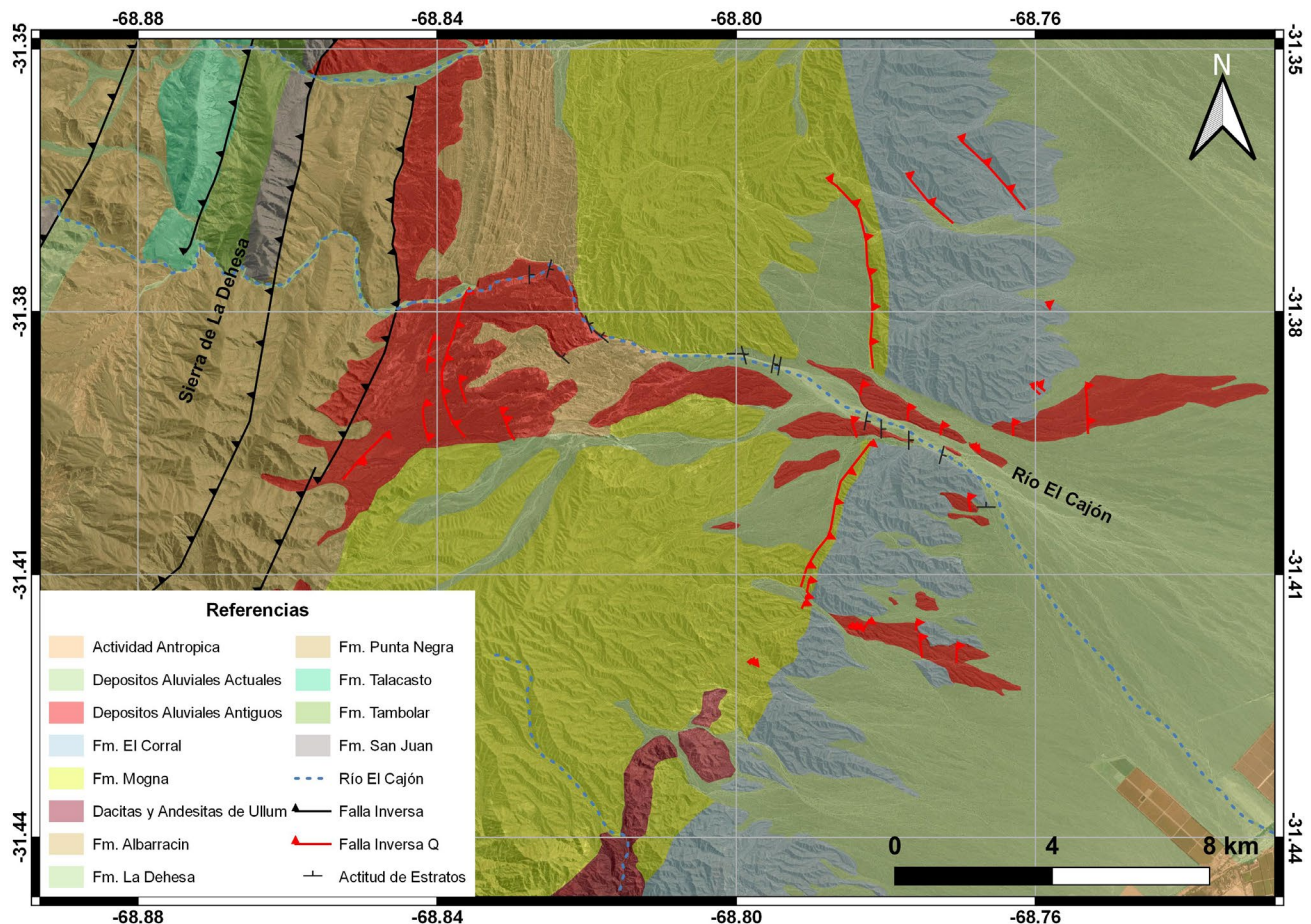 -68.88 -68.84 -68.80 -68.76
-31.35 -31.35
N
Sierra de La Dehesa
-31.38 -31.38
Río El Cajón
-31.41 -31.41
Referencias
Actividad Antropica
Depositos Aluviales Actuales
Depositos Aluviales Antiguos
Fm. El Corral
Fm. Mogna
Dacitas y Andesitas de Ullum
Fm. Albarracin
Fm. La Dehesa
Fm. Punta Negra
Fm. Talacasto
Fm. Tambolar
Fm. San Juan
Río El Cajón
Falla Inversa
Falla Inversa Q
Actitud de Estratos
-31.44 -31.44
0 4 8 km
-68.88 -68.84 -68.80 -68.76